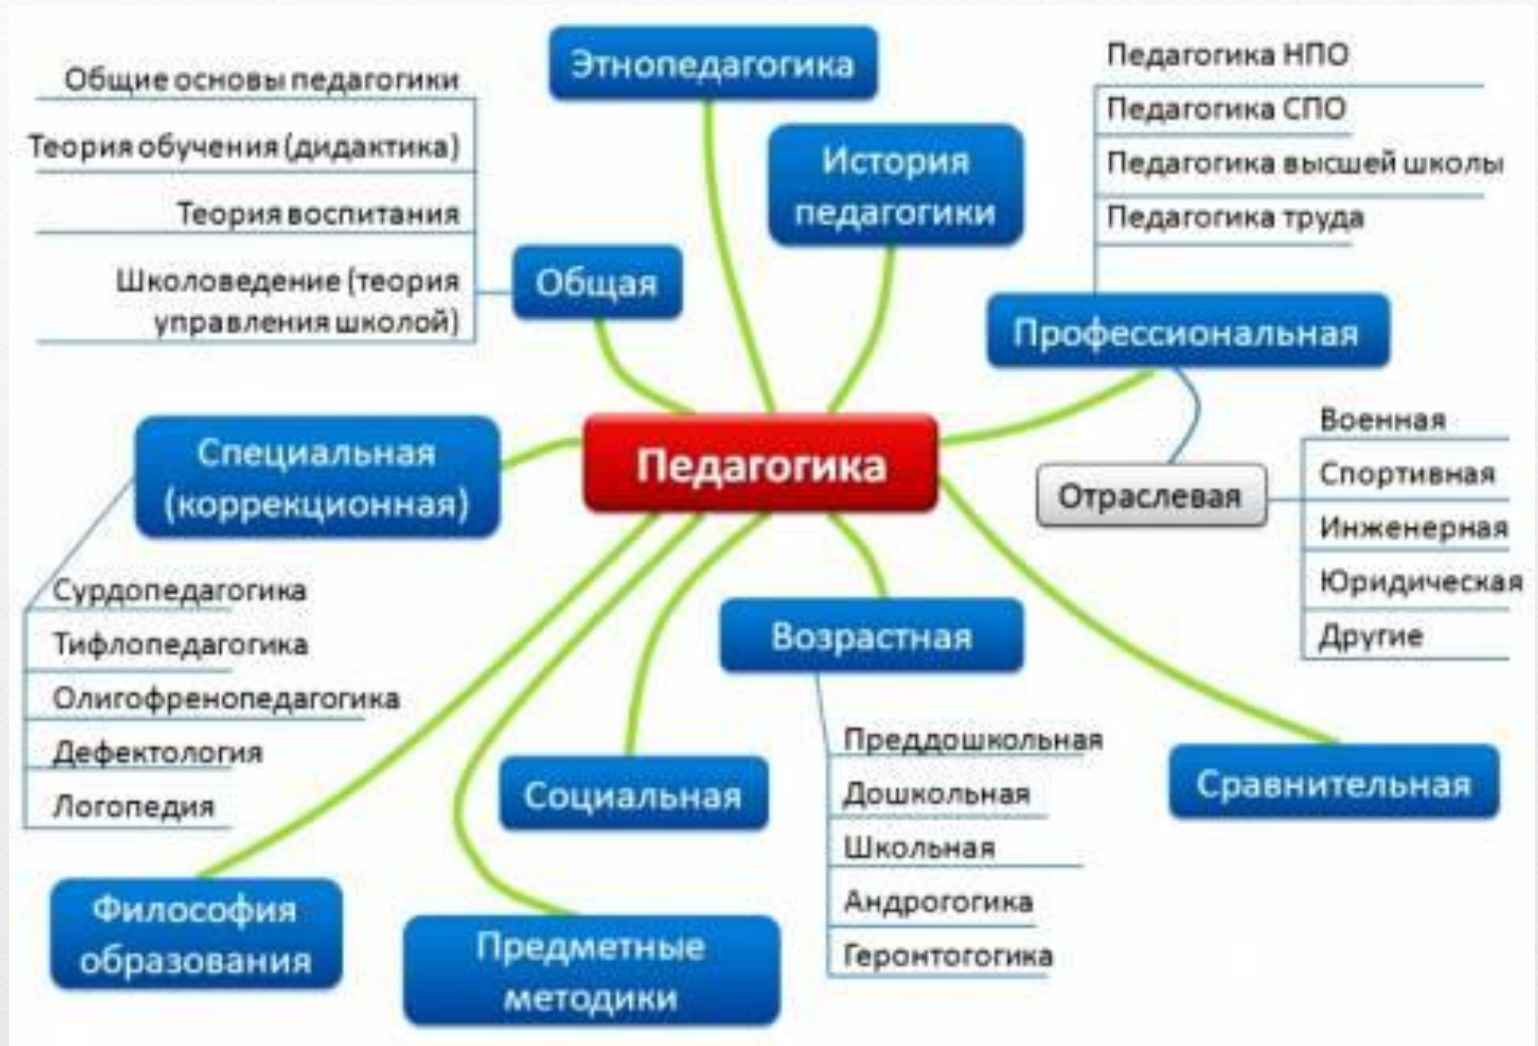 Этнопедагогика
История
педагогики
Общие основы педагогики
Теория обучения (дидактика)
Теория воспитания
Школоведение (теория
управления школой)
Общая
Педагогика НПО
Педагогика СПО
Педагогика высшей школы
Педагогика труда
Профессиональная
Отраслевая
Военная
Спортивная
Инженерная
Юридическая
Другие
Педагогика
Специальная
(коррекционная)
Сурдопедагогика
Тифлопедагогика
Олигофренопедагогика
Дефектология
Логопедия
Возрастная
Преддошкольная
Дошкольная
Школьная
Андрогогика
Геронтогогика
Социальная
Сравнительная
Философия
образования
Предметные
методики